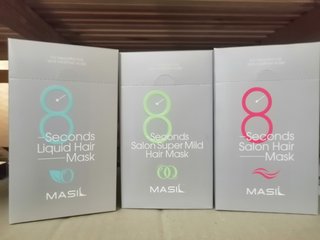 8
Seconds
Liquid Hair
Mask
MASIL
8
Seconds
Salon Super Mild
Hair Mask
MASIL
8
Seconds
Salon Hair
Mask
MASIL